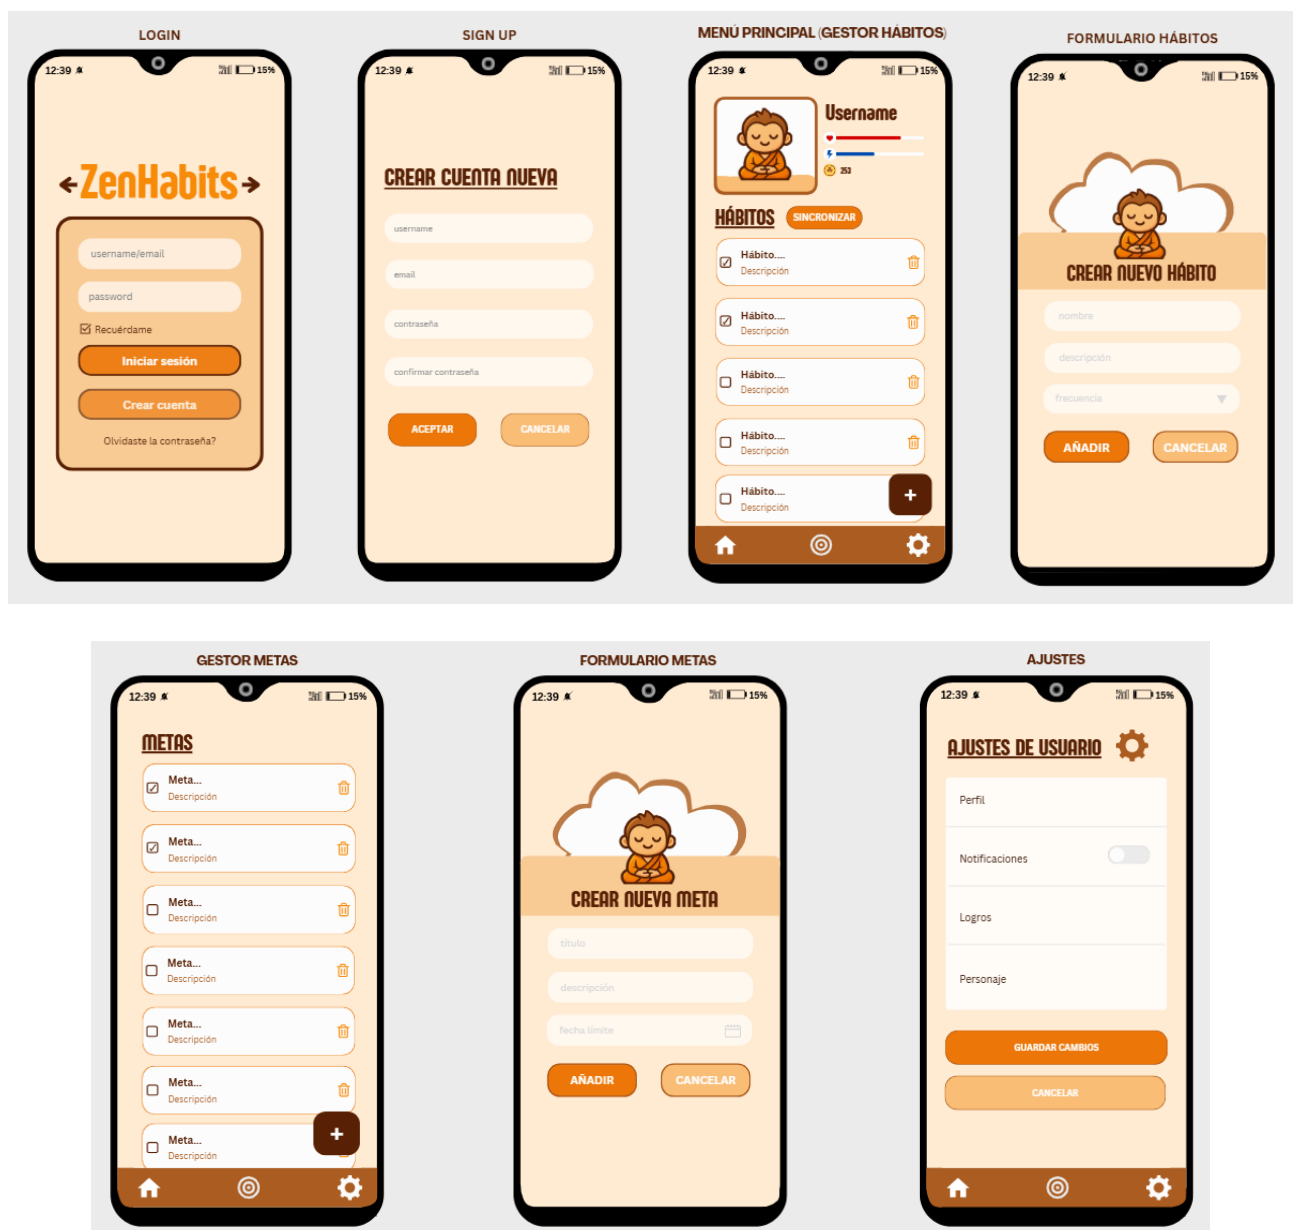 LOGIN
12:39
15%
ZenHabits
username/email
password
Recuérdame
Iniciar sesión
Crear cuenta
Olvidaste la contraseña?
SIGN UP
12:39
15%
CREAR CUENTA NUEVA
username
email
contraseña
confirmar contraseña
ACEPTAR
CANCELAR
MENÚ PRINCIPAL (GESTOR HÁBITOS)
12:39
15%
Username
253
HÁBITOS
SINCRONIZAR
Hábito....
Descripción
Hábito....
Descripción
Hábito....
Descripción
Hábito....
Descripción
Hábito....
Descripción
+
FORMULARIO HÁBITOS
12:39
15%
CREAR NUEVO HÁBITO
nombre
descripción
frecuencia
AÑADIR
CANCELAR
GESTOR METAS
12:39
15%
METAS
Meta...
Descripción
Meta...
Descripción
Meta...
Descripción
Meta...
Descripción
Meta...
Descripción
Meta...
Descripción
Meta...
Descripción
+
FORMULARIO METAS
12:39
15%
CREAR NUEVA META
título
descripción
fecha límite
AÑADIR
CANCELAR
AJUSTES
12:39
15%
AJUSTES DE USUARIO
Perfil
Notificaciones
Logros
Personaje
GUARDAR CAMBIOS
CANCELAR